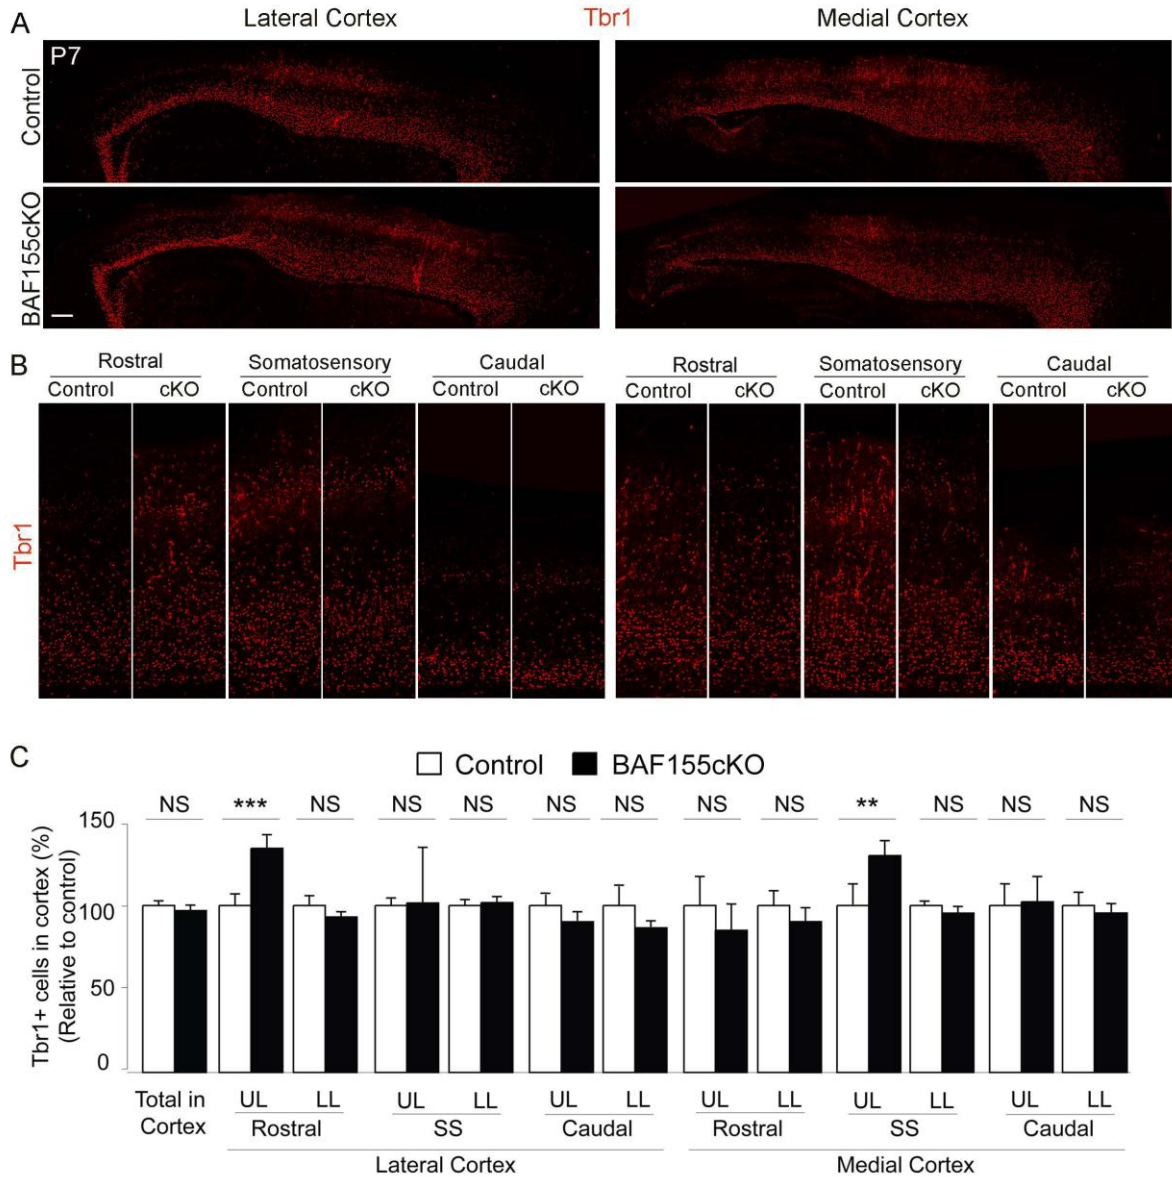 A
Lateral Cortex Tbr1 Medial Cortex
P7
Control
BAF155cKO
B
Rostral Somatosensory Caudal Rostral Somatosensory Caudal
Control cKO Control cKO Control cKO Control cKO Control cKO Control cKO
Tbr1
C
Control BAF155cKO
NS *** NS NS NS NS NS NS NS ** NS NS NS
Tbr1+ cells in cortex (%)
(Relative to control)
150
100
50
0
Total in
Cortex
UL LL UL LL UL LL UL LL UL LL UL LL
Rostral SS Caudal Rostral SS Caudal
Lateral Cortex Medial Cortex